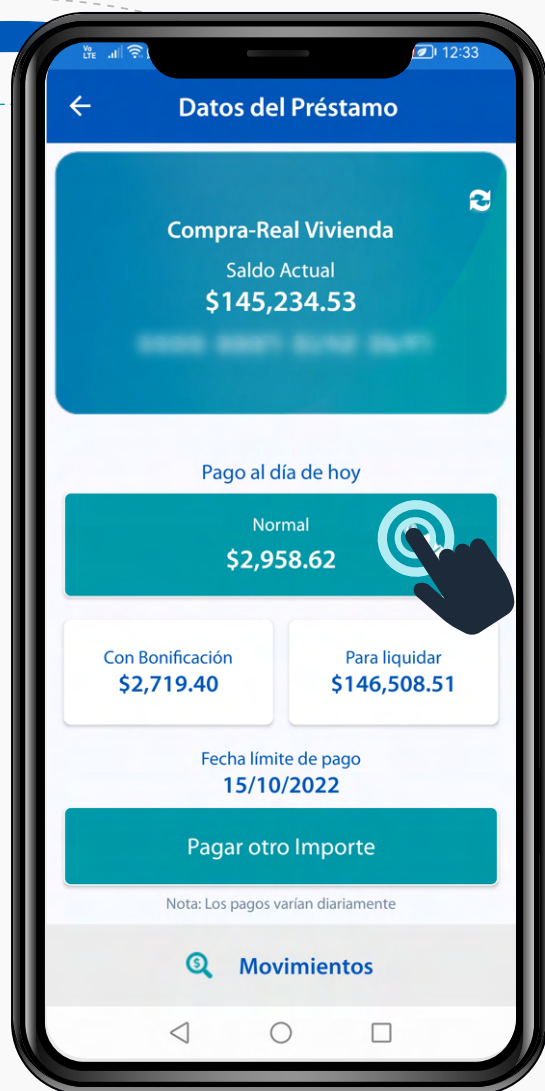 Vo
LTE
12:33
Datos del Préstamo
Compra-Real Vivienda
Saldo Actual
$145,234.53
Pago al día de hoy
Normal
$2,958.62
Con Bonificación
$2,719.40
Para liquidar
$146,508.51
Fecha límite de pago
15/10/2022
Pagar otro Importe
Nota: Los pagos varían diariamente
Movimientos